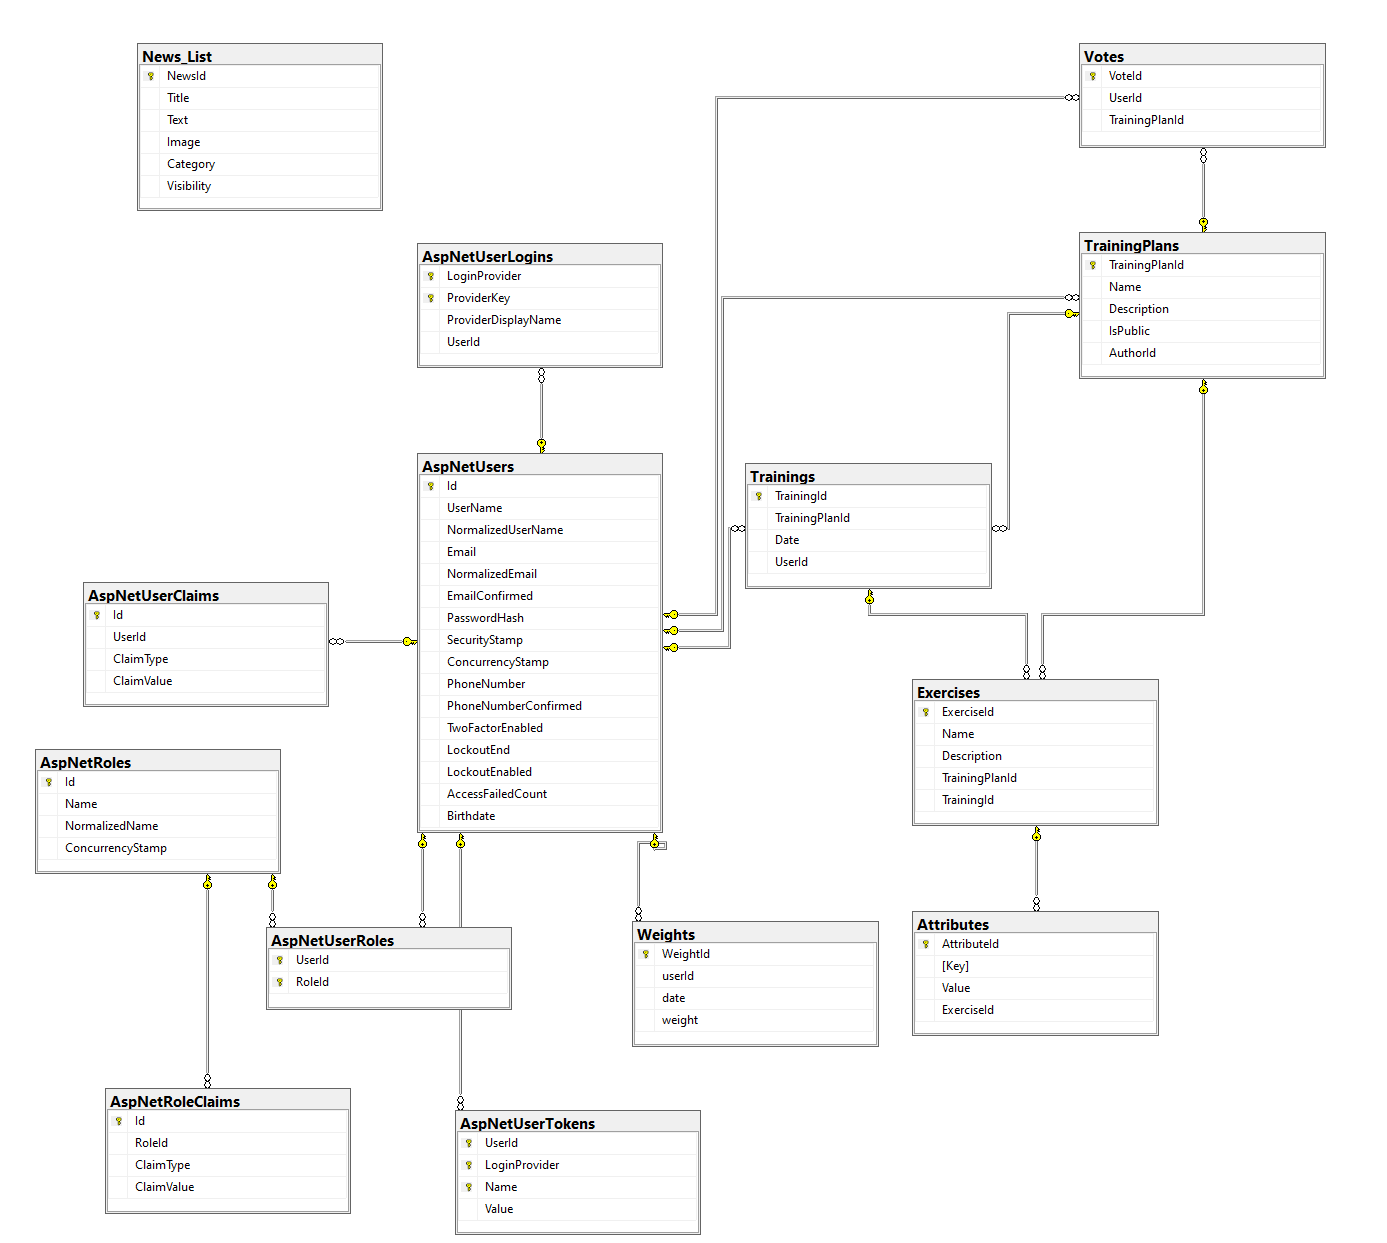 News_List
NewsId
Title
Text
Image
Category
Visibility
Votes
VoteId
UserId
TrainingPlanId
AspNetUserLogins
LoginProvider
ProviderKey
ProviderDisplayName
UserId
TrainingPlans
TrainingPlanId
Name
Description
IsPublic
AuthorId
AspNetUsers
Id
UserName
NormalizedUserName
Email
NormalizedEmail
EmailConfirmed
PasswordHash
SecurityStamp
ConcurrencyStamp
PhoneNumber
PhoneNumberConfirmed
TwoFactorEnabled
LockoutEnd
LockoutEnabled
AccessFailedCount
Birthdate
Trainings
TrainingId
TrainingPlanId
Date
UserId
AspNetUserClaims
Id
UserId
ClaimType
ClaimValue
Exercises
ExerciseId
Name
Description
TrainingPlanId
TrainingId
AspNetRoles
Id
Name
NormalizedName
ConcurrencyStamp
AspNetUserRoles
UserId
RoleId
Weights
WeightId
userId
date
weight
Attributes
AttributeId
[Key]
Value
ExerciseId
AspNetRoleClaims
Id
RoleId
ClaimType
ClaimValue
AspNetUserTokens
UserId
LoginProvider
Name
Value